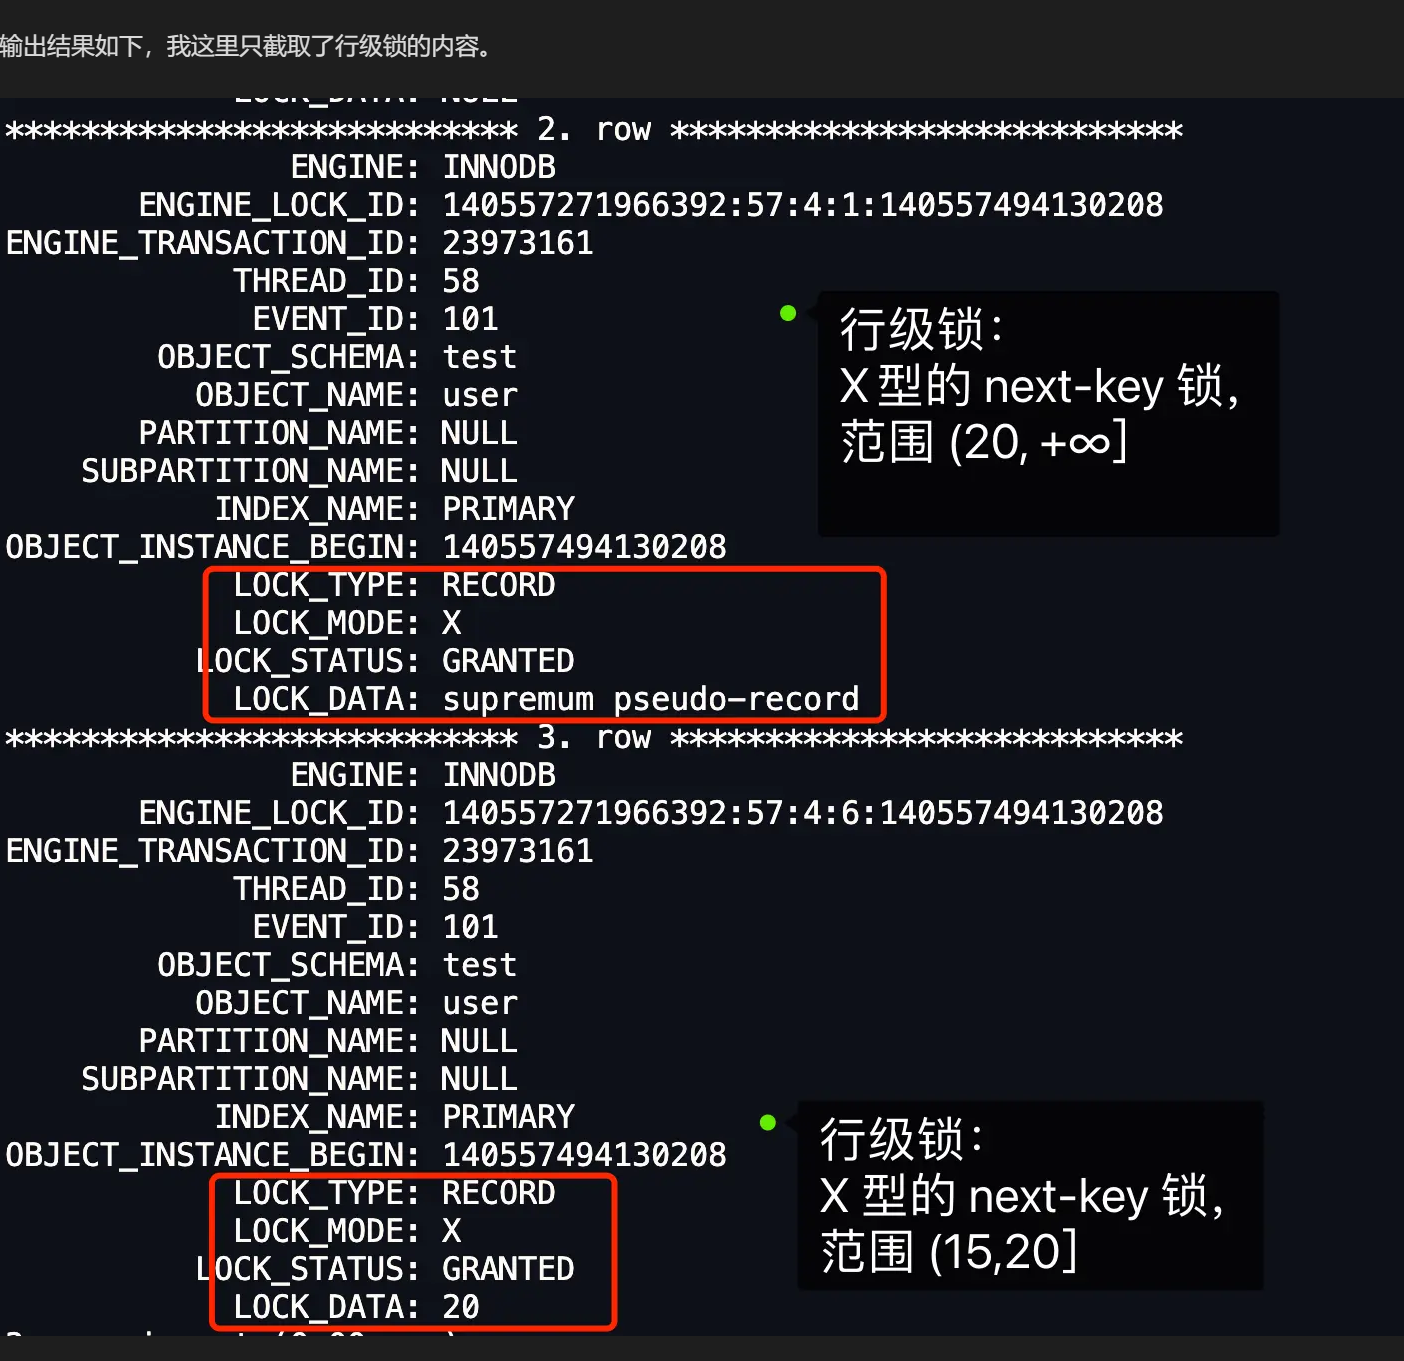 输出结果如下，我这里只截取了行级锁的内容。
LOCK_DATA: NULL
*************************** 2. row ***************************
ENGINE: INNODB
ENGINE_LOCK_ID: 140557271966392:57:4:1:140557494130208
ENGINE_TRANSACTION_ID: 23973161
THREAD_ID: 58
EVENT_ID: 101
OBJECT_SCHEMA: test
OBJECT_NAME: user
PARTITION_NAME: NULL
SUBPARTITION_NAME: NULL
INDEX_NAME: PRIMARY
OBJECT_INSTANCE_BEGIN: 140557494130208
LOCK_TYPE: RECORD
LOCK_MODE: X
LOCK_STATUS: GRANTED
LOCK_DATA: supremum pseudo-record
行级锁：
X 型的 next-key 锁，
范围 (20, +∞]
*************************** 3. row ***************************
ENGINE: INNODB
ENGINE_LOCK_ID: 140557271966392:57:4:6:140557494130208
ENGINE_TRANSACTION_ID: 23973161
THREAD_ID: 58
EVENT_ID: 101
OBJECT_SCHEMA: test
OBJECT_NAME: user
PARTITION_NAME: NULL
SUBPARTITION_NAME: NULL
INDEX_NAME: PRIMARY
OBJECT_INSTANCE_BEGIN: 140557494130208
LOCK_TYPE: RECORD
LOCK_MODE: X
LOCK_STATUS: GRANTED
LOCK_DATA: 20
行级锁：
X 型的 next-key 锁，
范围 (15,20]